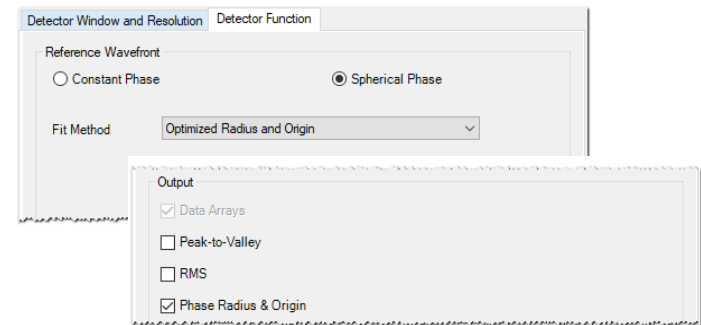 Detector Window and Resolution Detector Function
Reference Wavefront
Constant Phase Spherical Phase
Fit Method Optimized Radius and Origin
Output
Data Arrays
Peak-to-Valley
RMS
Phase Radius & Origin